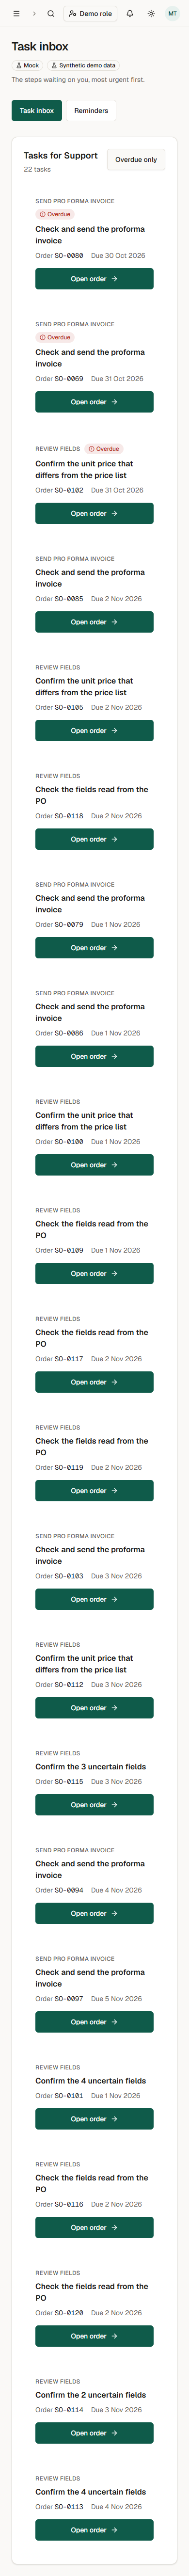 Demo role
MT
Task inbox
Mock
Synthetic demo data
The steps waiting on you, most urgent first.
Task inbox
Reminders
Tasks for Support
22 tasks
Overdue only
SEND PRO FORMA INVOICE
Overdue
Check and send the proforma
invoice
Order SO-0080 Due 30 Oct 2026
Open order
SEND PRO FORMA INVOICE
Overdue
Check and send the proforma
invoice
Order SO-0069 Due 31 Oct 2026
Open order
REVIEW FIELDS Overdue
Confirm the unit price that
differs from the price list
Order SO-0102 Due 31 Oct 2026
Open order
SEND PRO FORMA INVOICE
Check and send the proforma
invoice
Order SO-0085 Due 2 Nov 2026
Open order
REVIEW FIELDS
Confirm the unit price that
differs from the price list
Order SO-0105 Due 2 Nov 2026
Open order
REVIEW FIELDS
Check the fields read from the
PO
Order SO-0118 Due 2 Nov 2026
Open order
SEND PRO FORMA INVOICE
Check and send the proforma
invoice
Order SO-0079 Due 1 Nov 2026
Open order
SEND PRO FORMA INVOICE
Check and send the proforma
invoice
Order SO-0086 Due 1 Nov 2026
Open order
REVIEW FIELDS
Confirm the unit price that
differs from the price list
Order SO-0100 Due 1 Nov 2026
Open order
REVIEW FIELDS
Check the fields read from the
PO
Order SO-0109 Due 1 Nov 2026
Open order
REVIEW FIELDS
Check the fields read from the
PO
Order SO-0117 Due 2 Nov 2026
Open order
REVIEW FIELDS
Check the fields read from the
PO
Order SO-0119 Due 2 Nov 2026
Open order
SEND PRO FORMA INVOICE
Check and send the proforma
invoice
Order SO-0103 Due 3 Nov 2026
Open order
REVIEW FIELDS
Confirm the unit price that
differs from the price list
Order SO-0112 Due 3 Nov 2026
Open order
REVIEW FIELDS
Confirm the 3 uncertain fields
Order SO-0115 Due 3 Nov 2026
Open order
SEND PRO FORMA INVOICE
Check and send the proforma
invoice
Order SO-0094 Due 4 Nov 2026
Open order
SEND PRO FORMA INVOICE
Check and send the proforma
invoice
Order SO-0097 Due 5 Nov 2026
Open order
REVIEW FIELDS
Confirm the 4 uncertain fields
Order SO-0101 Due 1 Nov 2026
Open order
REVIEW FIELDS
Check the fields read from the
PO
Order SO-0116 Due 2 Nov 2026
Open order
REVIEW FIELDS
Check the fields read from the
PO
Order SO-0120 Due 2 Nov 2026
Open order
REVIEW FIELDS
Confirm the 2 uncertain fields
Order SO-0114 Due 3 Nov 2026
Open order
REVIEW FIELDS
Confirm the 4 uncertain fields
Order SO-0113 Due 4 Nov 2026
Open order